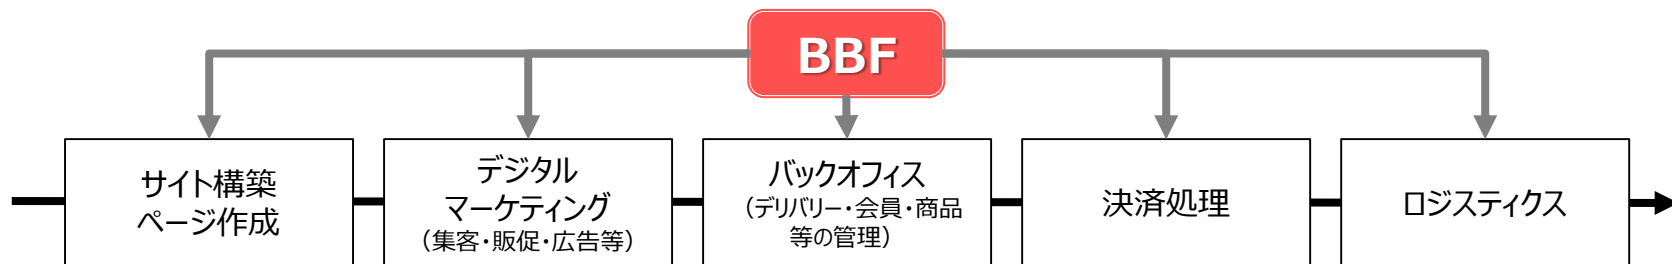 BBF
サイト構築
ページ作成
デジタル
マーケティング
（集客・販促・広告等）
バックオフィス
（デリバリー・会員・商品
等の管理）
決済処理
ロジスティクス